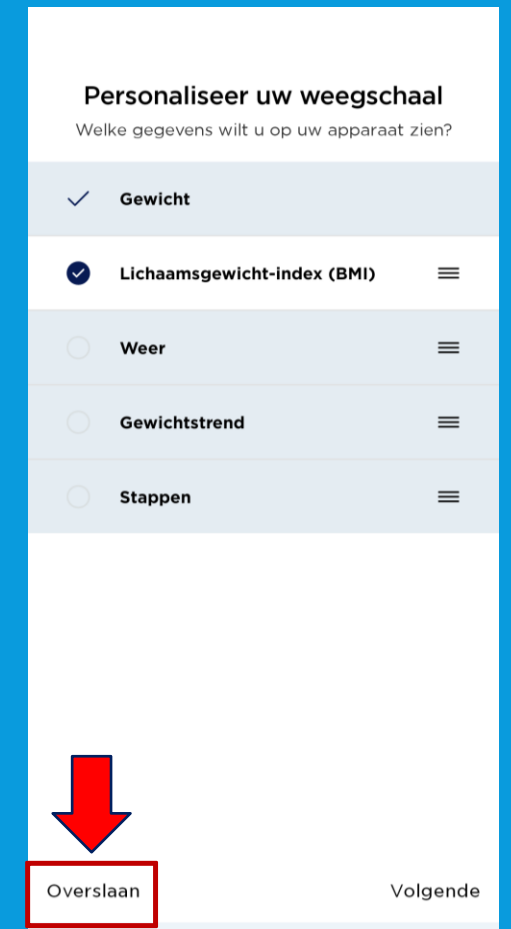 Personaliseer uw weegschaal
Welke gegevens wilt u op uw apparaat zien?
Gewicht
Lichaamsgewicht-index (BMI)
Weer
Gewichtstrend
Stappen
Overslaan
Volgende